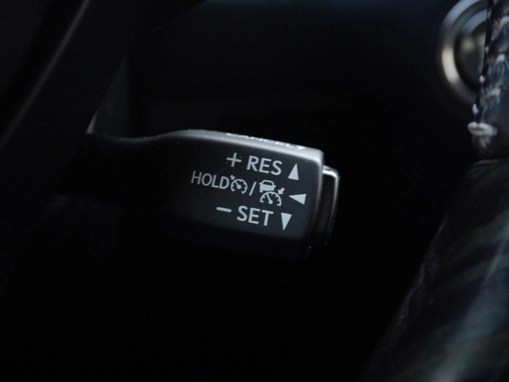 + RES
HOLD /
− SET